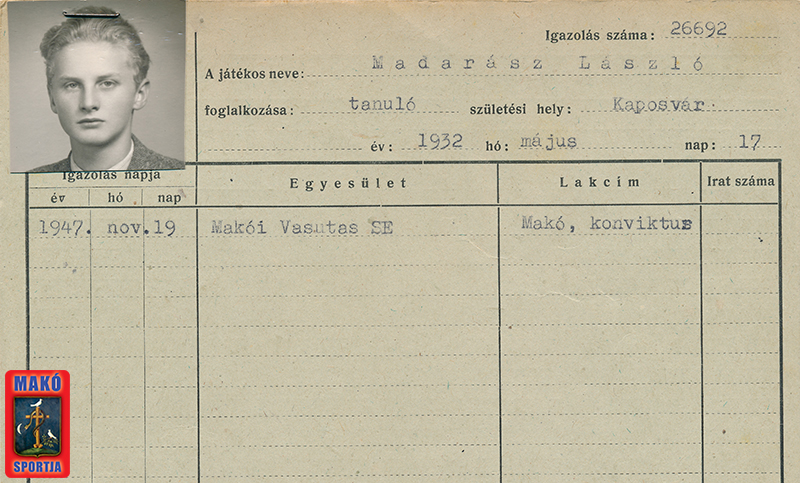 Igazolás száma: 26692
A játékos neve: Madarász László
foglalkozása: tanuló születési hely: Kaposvár.
év: 1932 hó: május nap: 17
Igazolás napja Egyesület Lakcím Irat száma
év hó nap
1947. nov. 19 Makói Vasutas SE Makó, konviktus
MAKÓ
SPORTJA